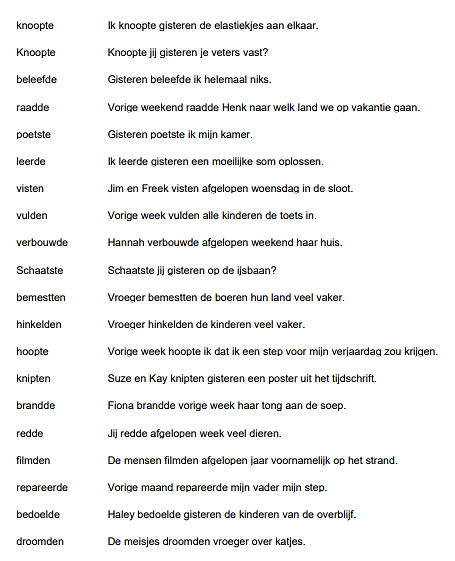 knoopte Ik knoopte gisteren de elastiekjes aan elkaar.
Knoopte Knoopte jij gisteren je veters vast?
beleefde Gisteren beleefde ik helemaal niks.
raadde Vorige weekend raadde Henk naar welk land we op vakantie gaan.
poetste Gisteren poetste ik mijn kamer.
leerde Ik leerde gisteren een moeilijke som oplossen.
visten Jim en Freek visten afgelopen woensdag in de sloot.
vulden Vorige week vulden alle kinderen de toets in.
verbouwde Hannah verbouwde afgelopen weekend haar huis.
Schaatste Schaatste jij gisteren op de ijsbaan?
bemestten Vroeger bemestten de boeren hun land veel vaker.
hinkelden Vroeger hinkelden de kinderen veel vaker.
hoopte Vorige week hoopte ik dat ik een step voor mijn verjaardag zou krijgen.
knipten Suze en Kay knipten gisteren een poster uit het tijdschrift.
brandde Fiona brandde vorige week haar tong aan de soep.
redde Jij redde afgelopen week veel dieren.
filmden De mensen filmden afgelopen jaar voornamelijk op het strand.
repareerde Vorige maand repareerde mijn vader mijn step.
bedoelde Haley bedoelde gisteren de kinderen van de overblijf.
droomden De meisjes droomden vroeger over katjes.